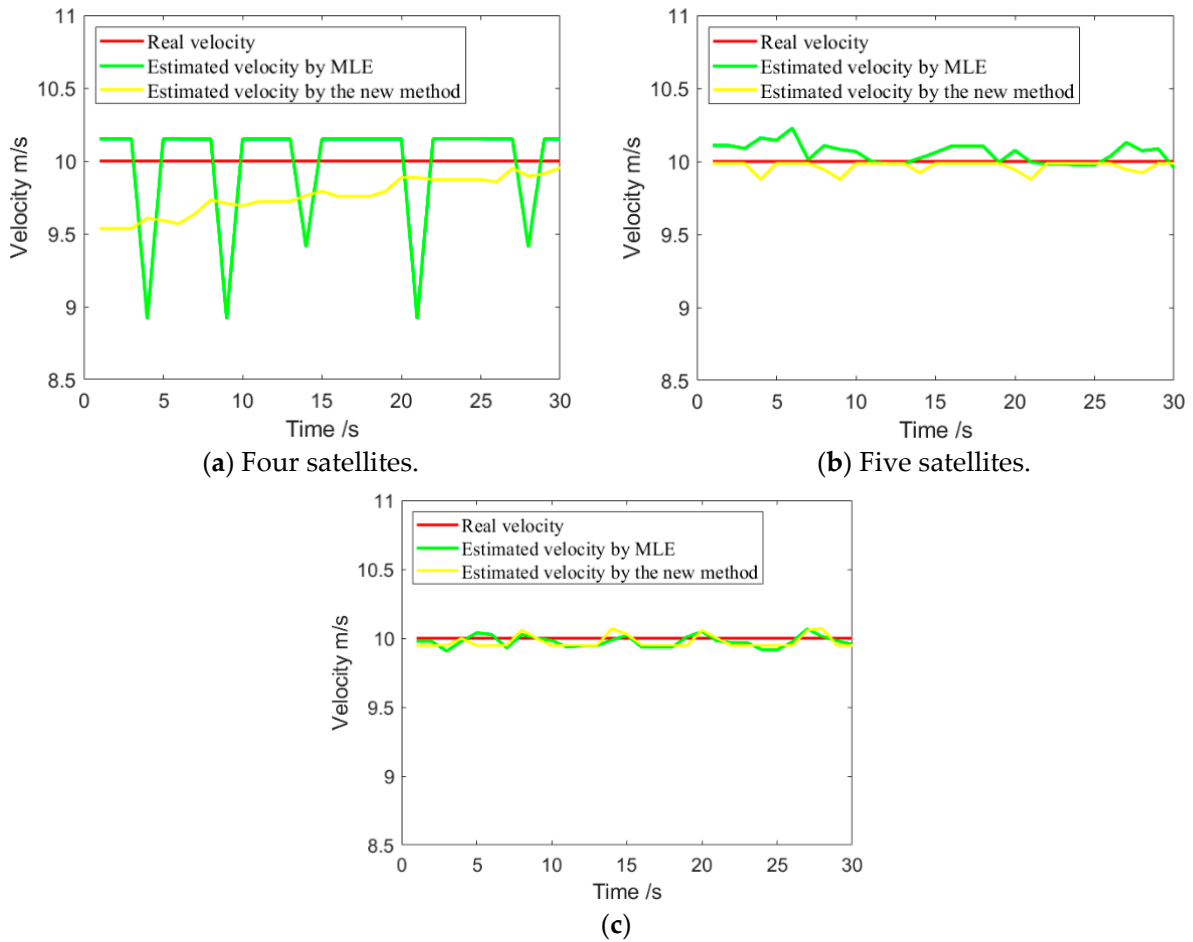 11
10.5
10
9.5
9
8.5
Velocity m/s
Real velocity
Estimated velocity by MLE
Estimated velocity by the new method
0 5 10 15 20 25 30
Time /s
(a) Four satellites.
11
10.5
10
9.5
9
8.5
Velocity m/s
Real velocity
Estimated velocity by MLE
Estimated velocity by the new method
0 5 10 15 20 25 30
Time /s
(b) Five satellites.
11
10.5
10
9.5
9
8.5
Velocity m/s
Real velocity
Estimated velocity by MLE
Estimated velocity by the new method
0 5 10 15 20 25 30
Time /s
(c)